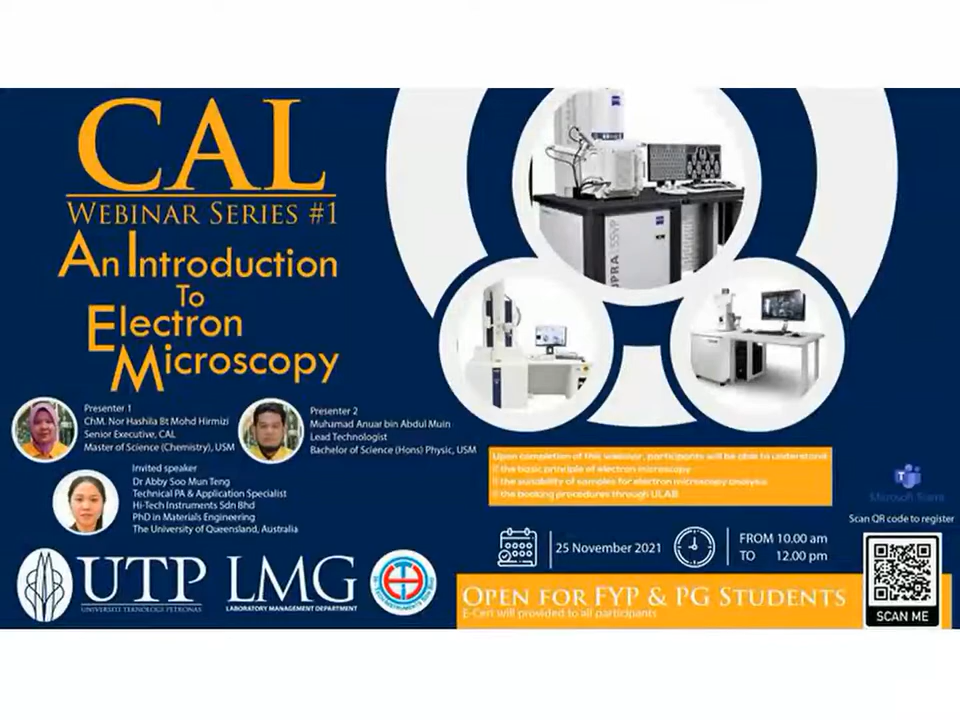 CAL
WEBINAR SERIES #1
An Introduction
To
Electron
Microscopy
Presenter 1
ChM. Nor Hashila Bt Mohd Hirmizi
Senior Executive, CAL
Master of Science (Chemistry), USM
Presenter 2
Muhamad Anuar bin Abdul Muin
Lead Technologist
Bachelor of Science (Hons) Physic, USM
Invited speaker
Dr Abby Soo Mun Teng
Technical PA & Application Specialist
Hi-Tech Instruments Sdn Bhd
PhD in Materials Engineering
The University of Queensland, Australia
UTP
UNIVERSITI TEKNOLOGI PETRONAS
LMG
LABORATORY MANAGEMENT DEPARTMENT
Upon completion of this webinar, participants will be able to understand
the basic principle of electron microscopy
the suitability of samples for electron microscopy analysis
the booking procedures through ULAB
25 November 2021
FROM 10.00 am
TO 12.00 pm
OPEN FOR FYP & PG STUDENTS
E-Cert will provided to all participants
Microsoft Teams
Scan QR code to register
SCAN ME